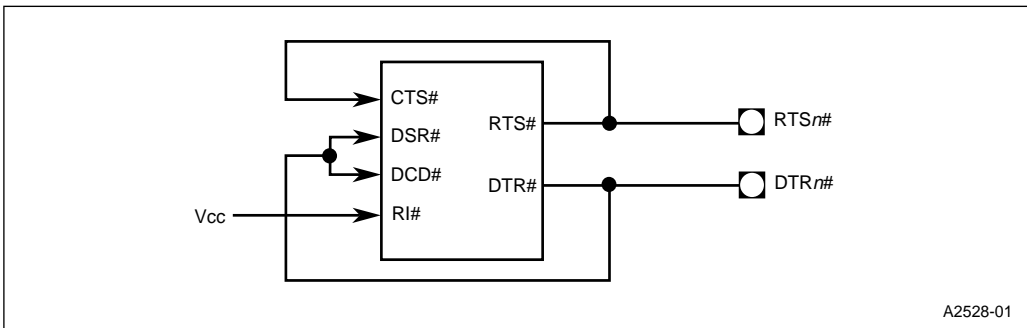 CTS#
RTS#
RTSn#
DSR#
DCD#
DTR#
DTRn#
Vcc
RI#
A2528-01